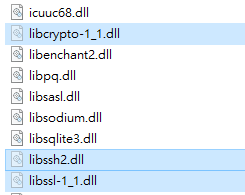 icuuc68.dll
libcrypto-1_1.dll
libenchant2.dll
libpq.dll
libsasl.dll
libsodium.dll
libsqlite3.dll
libssh2.dll
libssl-1_1.dll